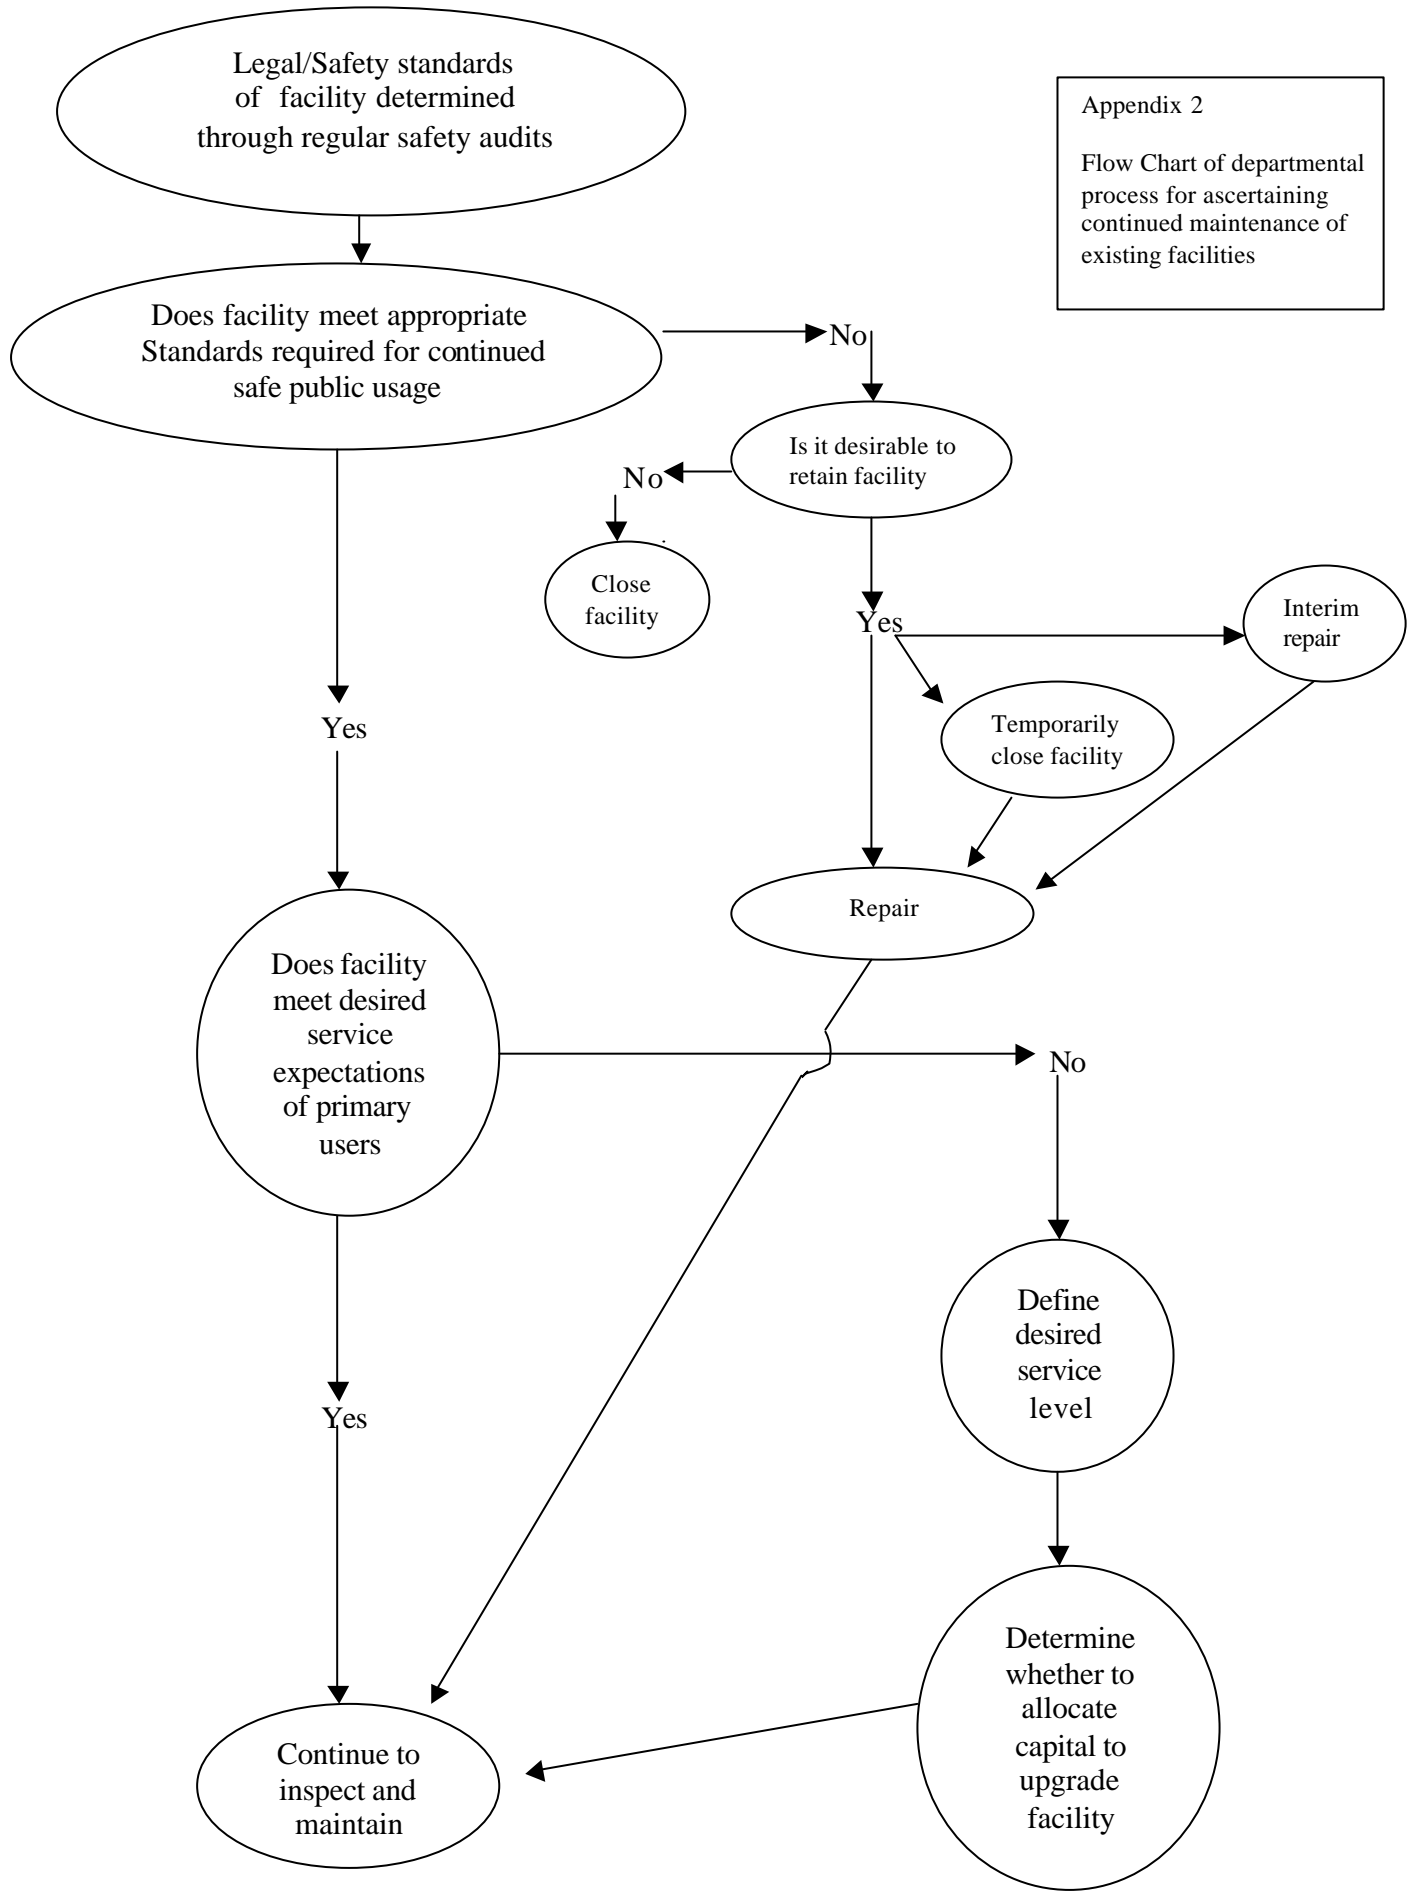 Legal/Safety standards
of facility determined
through regular safety audits
Appendix 2
Flow Chart of departmental
process for ascertaining
continued maintenance of
existing facilities
Does facility meet appropriate
Standards required for continued
safe public usage
No
Is it desirable to
retain facility
No
Close
facility
Yes
Interim
repair
Temporarily
close facility
Yes
Repair
Does facility
meet desired
service
expectations
of primary
users
No
Define
desired
service
level
Yes
Determine
whether to
allocate
capital to
upgrade
facility
Continue to
inspect and
maintain